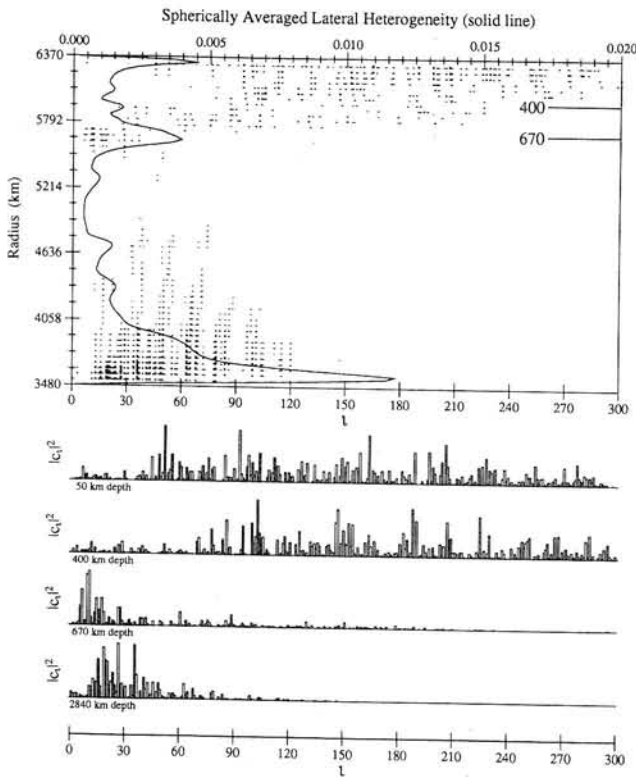 Spherically Averaged Lateral Heterogeneity (solid line)
0.000 0.005 0.010 0.015 0.020
6370
5792
5214
4636
4058
3480
Radius (km)
400
670
0 30 60 90 120 150 180 210 240 270 300
l
|C_l|^2
50 km depth
|C_l|^2
400 km depth
|C_l|^2
670 km depth
|C_l|^2
2840 km depth
0 30 60 90 120 150 180 210 240 270 300
l